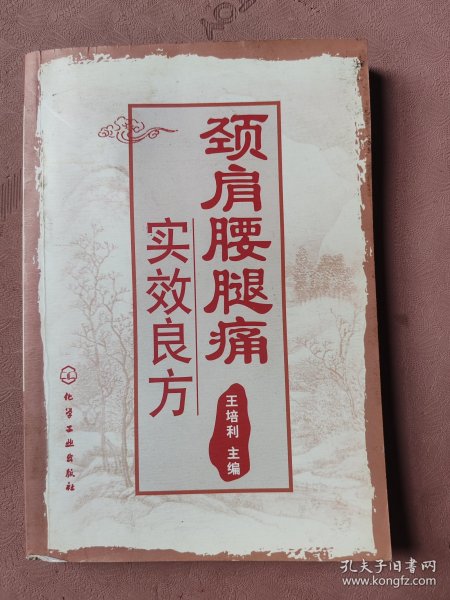 颈肩腰腿痛
实效良方
王培利 主编
化学工业出版社
孔夫子旧书网
www.kongfz.com